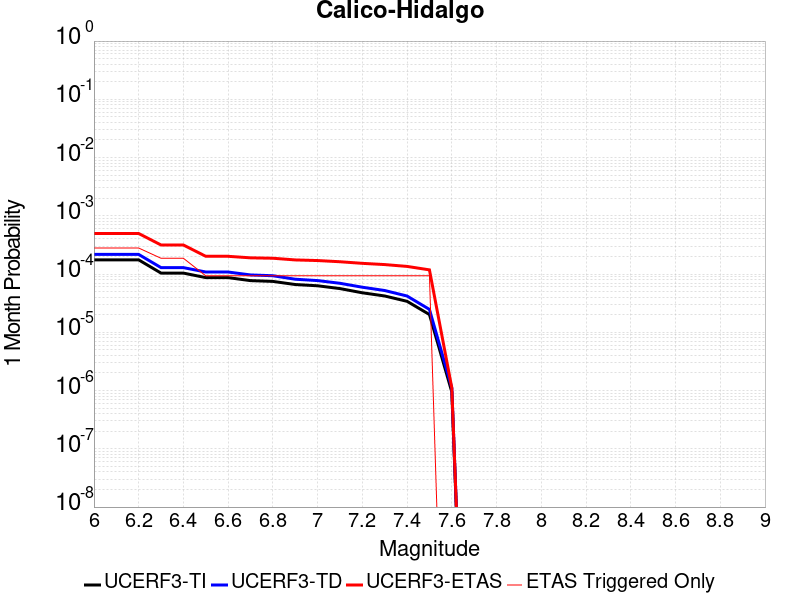 Calico-Hidalgo
10^0
10^-1
10^-2
10^-3
10^-4
10^-5
10^-6
10^-7
10^-8
1 Month Probability
6 6.2 6.4 6.6 6.8 7 7.2 7.4 7.6 7.8 8 8.2 8.4 8.6 8.8 9
Magnitude
UCERF3-TI UCERF3-TD UCERF3-ETAS ETAS Triggered Only